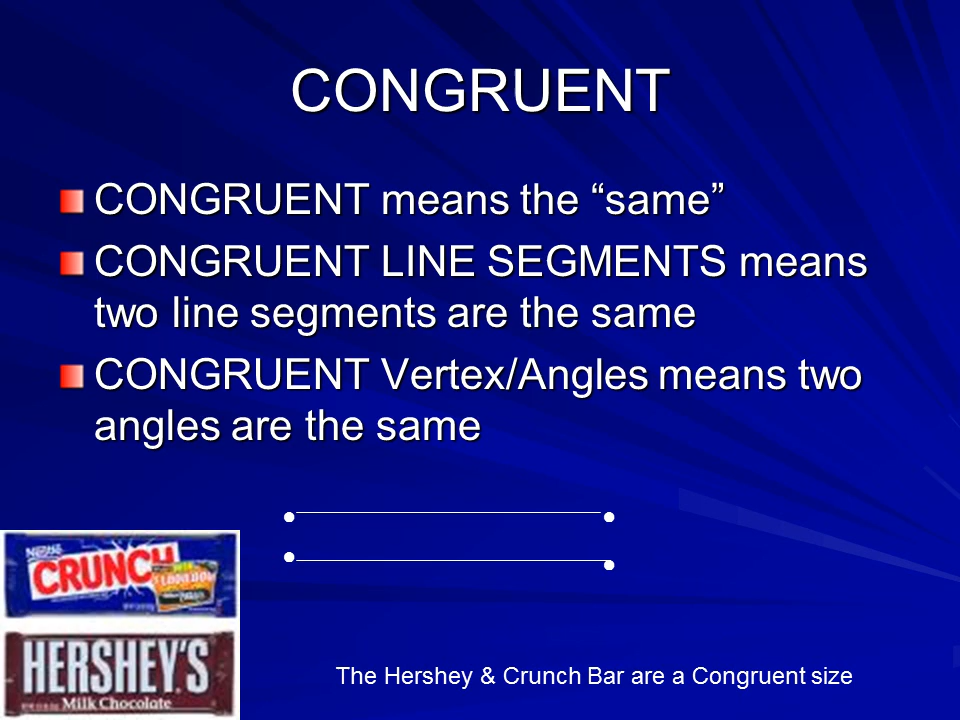 CONGRUENT
CONGRUENT means the “same”
CONGRUENT LINE SEGMENTS means
two line segments are the same
CONGRUENT Vertex/Angles means two
angles are the same
Nestlé
CRUNCH
HERSHEY'S
Milk Chocolate
The Hershey & Crunch Bar are a Congruent size